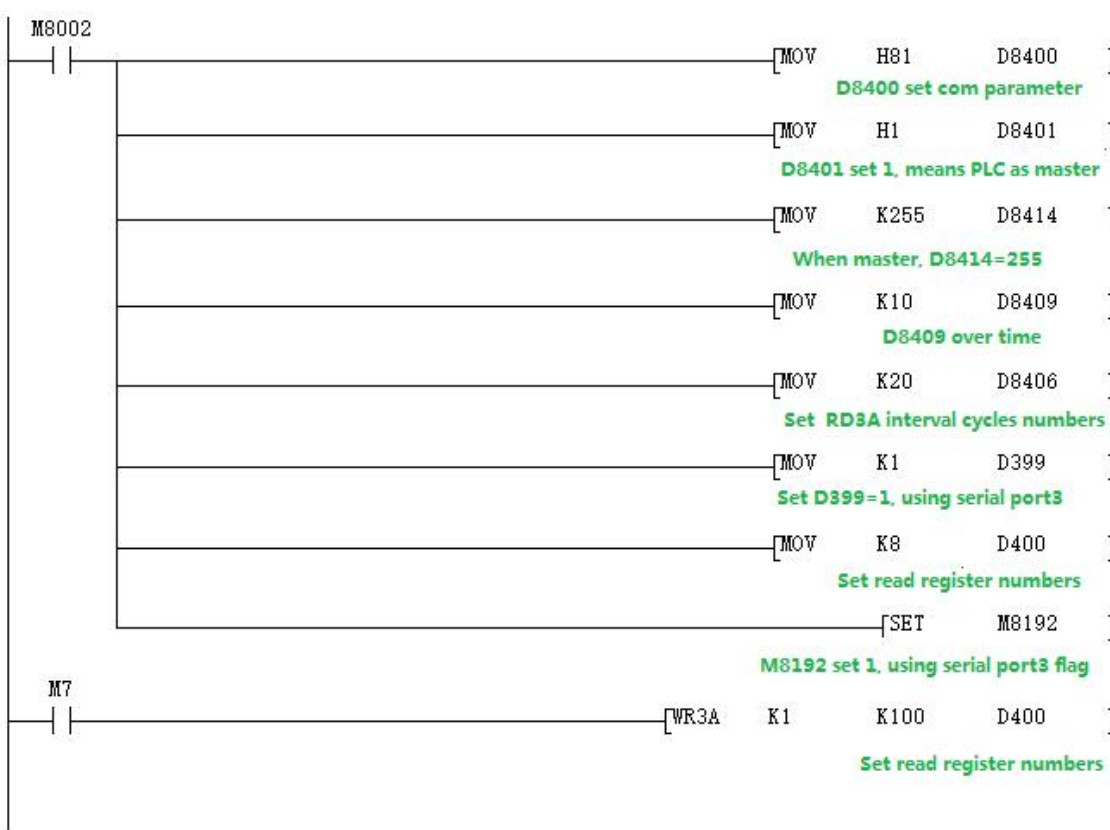 M8002
MOV H81 D8400
D8400 set com parameter
MOV H1 D8401
D8401 set 1, means PLC as master
MOV K255 D8414
When master, D8414=255
MOV K10 D8409
D8409 over time
MOV K20 D8406
Set RD3A interval cycles numbers
MOV K1 D399
Set D399=1, using serial port3
MOV K8 D400
Set read register numbers
SET M8192
M8192 set 1, using serial port3 flag
M7
WR3A K1 K100 D400
Set read register numbers